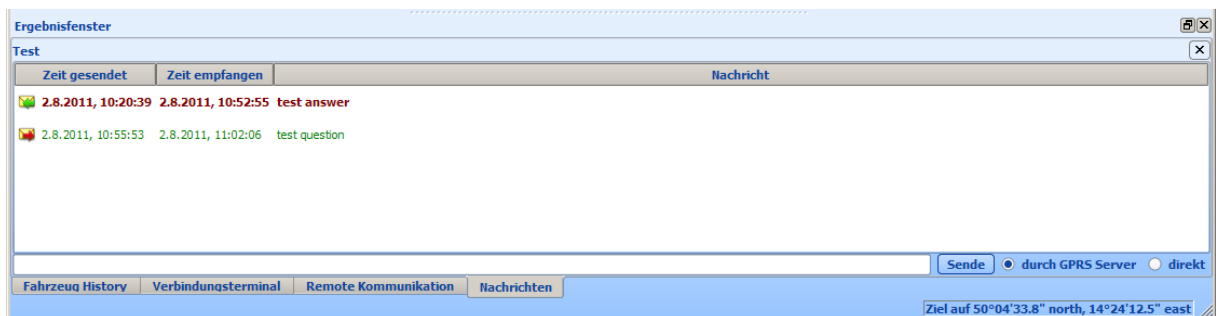 Ergebnisfenster
Test
Zeit gesendet Zeit empfangen Nachricht
2.8.2011, 10:20:39 2.8.2011, 10:52:55 test answer
2.8.2011, 10:55:53 2.8.2011, 11:02:06 test question
Sende durch GPRS Server direkt
Fahrzeug History Verbindungsterminal Remote Kommunikation Nachrichten
Ziel auf 50°04'33.8" north, 14°24'12.5" east